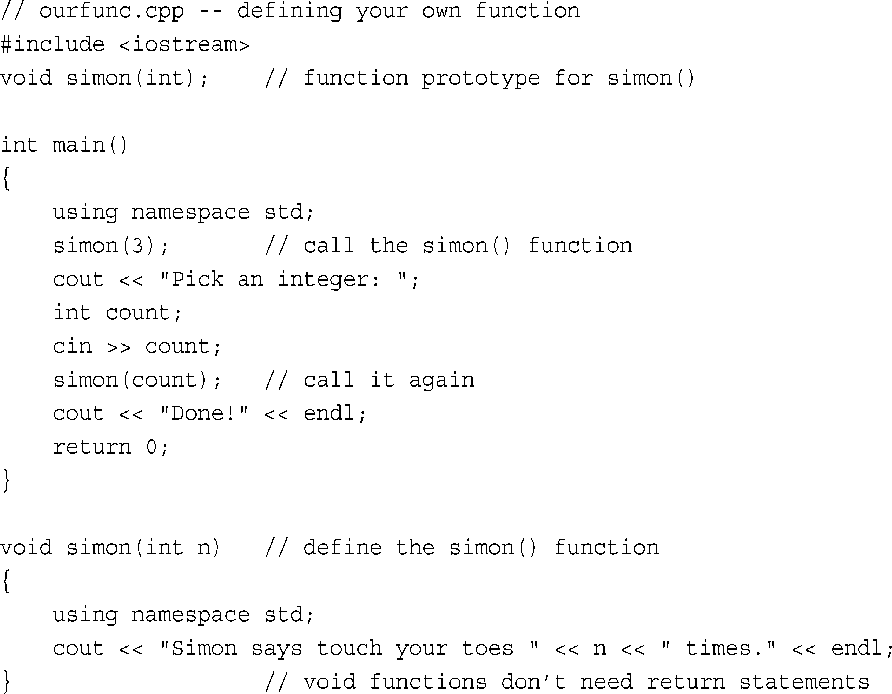 // ourfunc.cpp -- defining your own function
#include <iostream>
void simon(int);    // function prototype for simon()

int main()
{
    using namespace std;
    simon(3);       // call the simon() function
    cout << "Pick an integer: ";
    int count;
    cin >> count;
    simon(count);   // call it again
    cout << "Done!" << endl;
    return 0;
}

void simon(int n)   // define the simon() function
{
    using namespace std;
    cout << "Simon says touch your toes " << n << " times." << endl;
}                   // void functions don't need return statements